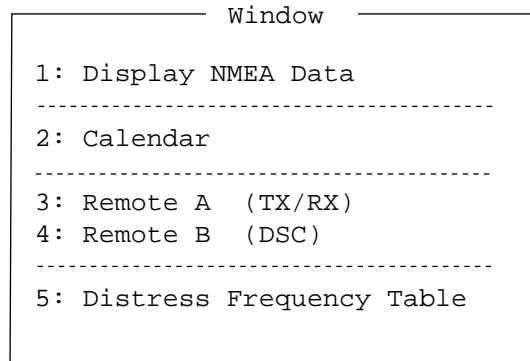 Window
1: Display NMEA Data
2: Calendar
3: Remote A (TX/RX)
4: Remote B (DSC)
5: Distress Frequency Table